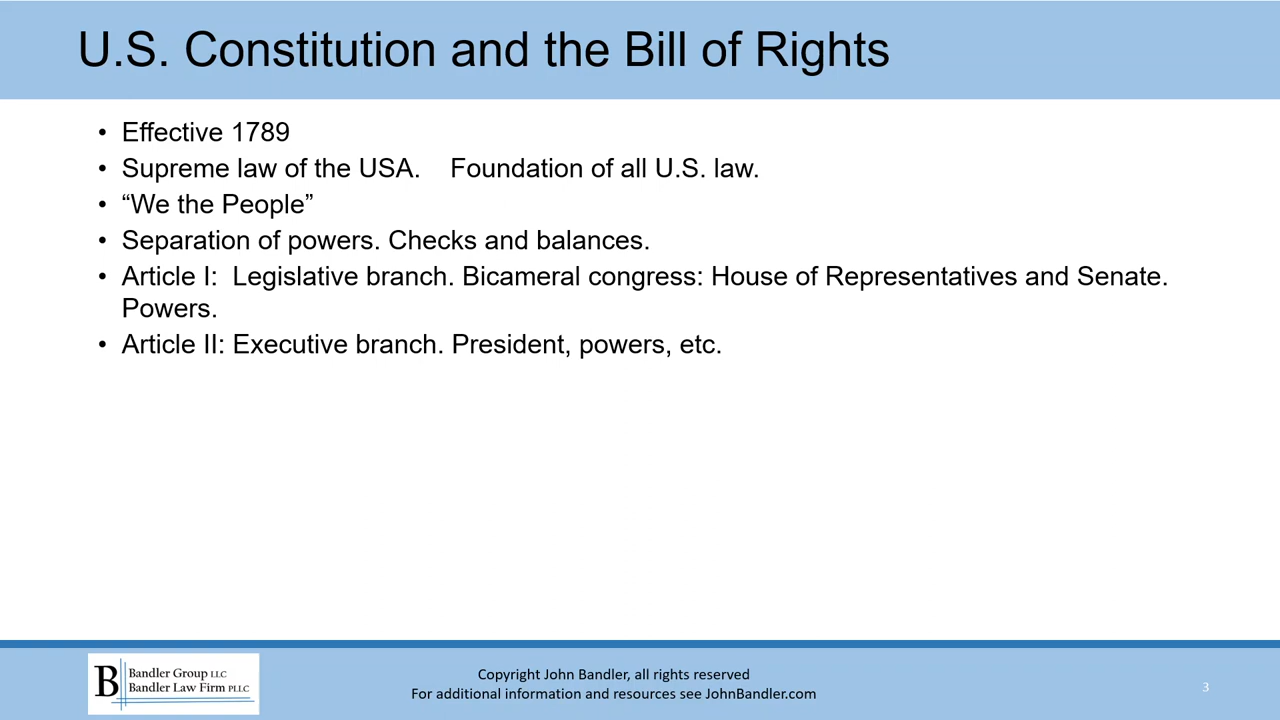 U.S. Constitution and the Bill of Rights
• Effective 1789
• Supreme law of the USA.    Foundation of all U.S. law.
• “We the People”
• Separation of powers. Checks and balances.
• Article I:  Legislative branch. Bicameral congress: House of Representatives and Senate.
Powers.
• Article II: Executive branch. President, powers, etc.
B
Bandler Group LLC
Bandler Law Firm PLLC
Copyright John Bandler, all rights reserved
For additional information and resources see JohnBandler.com
3